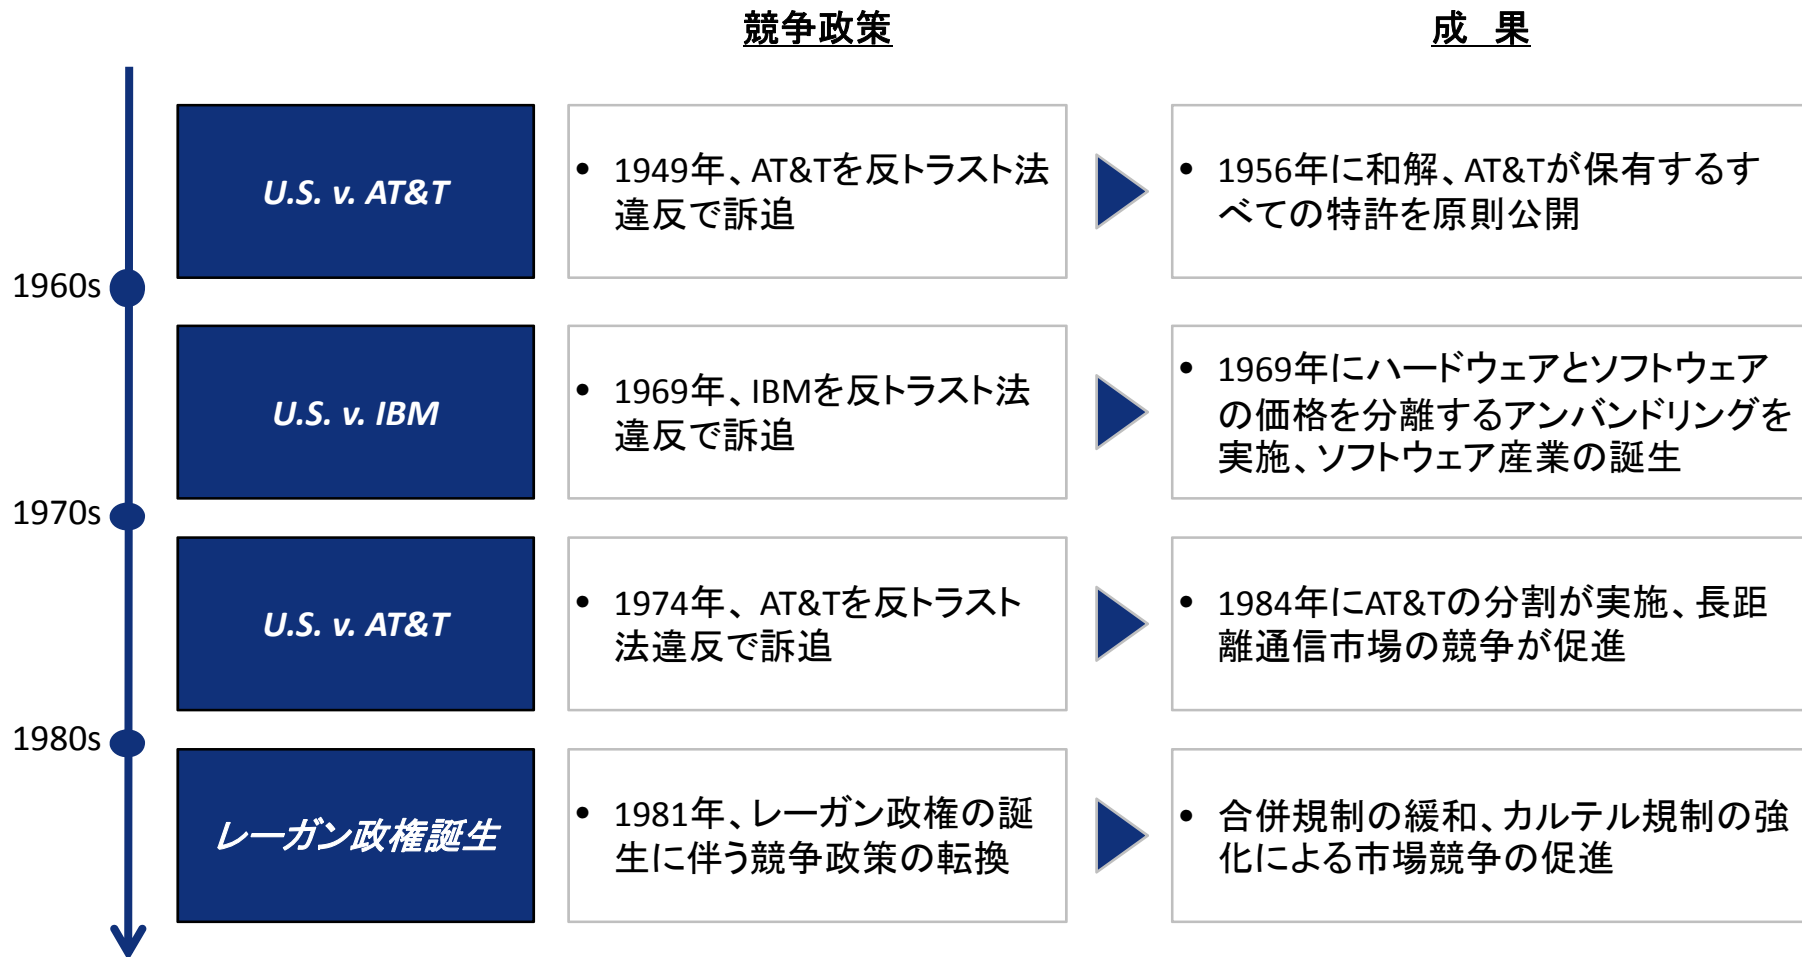 競争政策
成 果
U.S. v. AT&T
• 1949年、AT&Tを反トラスト法
違反で訴追
• 1956年に和解、AT&Tが保有するす
べての特許を原則公開
1960s
U.S. v. IBM
• 1969年、IBMを反トラスト法
違反で訴追
• 1969年にハードウェアとソフトウェア
の価格を分離するアンバンドリングを
実施、ソフトウェア産業の誕生
1970s
U.S. v. AT&T
• 1974年、 AT&Tを反トラスト
法違反で訴追
• 1984年にAT&Tの分割が実施、長距
離通信市場の競争が促進
1980s
レーガン政権誕生
• 1981年、レーガン政権の誕
生に伴う競争政策の転換
• 合併規制の緩和、カルテル規制の強
化による市場競争の促進